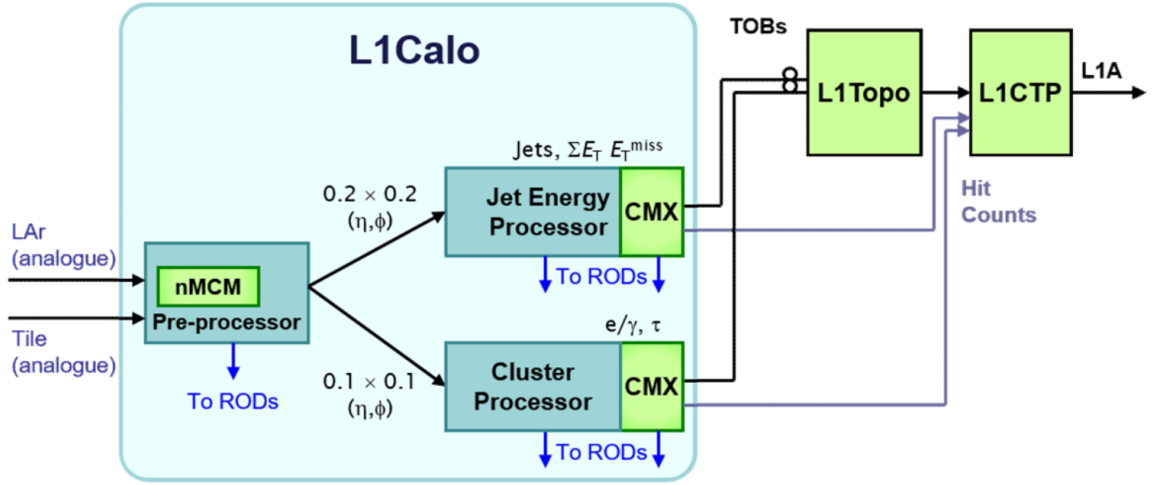 L1Calo
TOBs
L1Topo
L1CTP
L1A
Jets, ΣE_T E_T^miss
0.2 × 0.2
(η,ϕ)
Jet Energy
Processor
CMX
Hit
Counts
To RODs
LAr
(analogue)
nMCM
Pre-processor
Tile
(analogue)
To RODs
0.1 × 0.1
(η,ϕ)
e/γ, τ
Cluster
Processor
CMX
To RODs